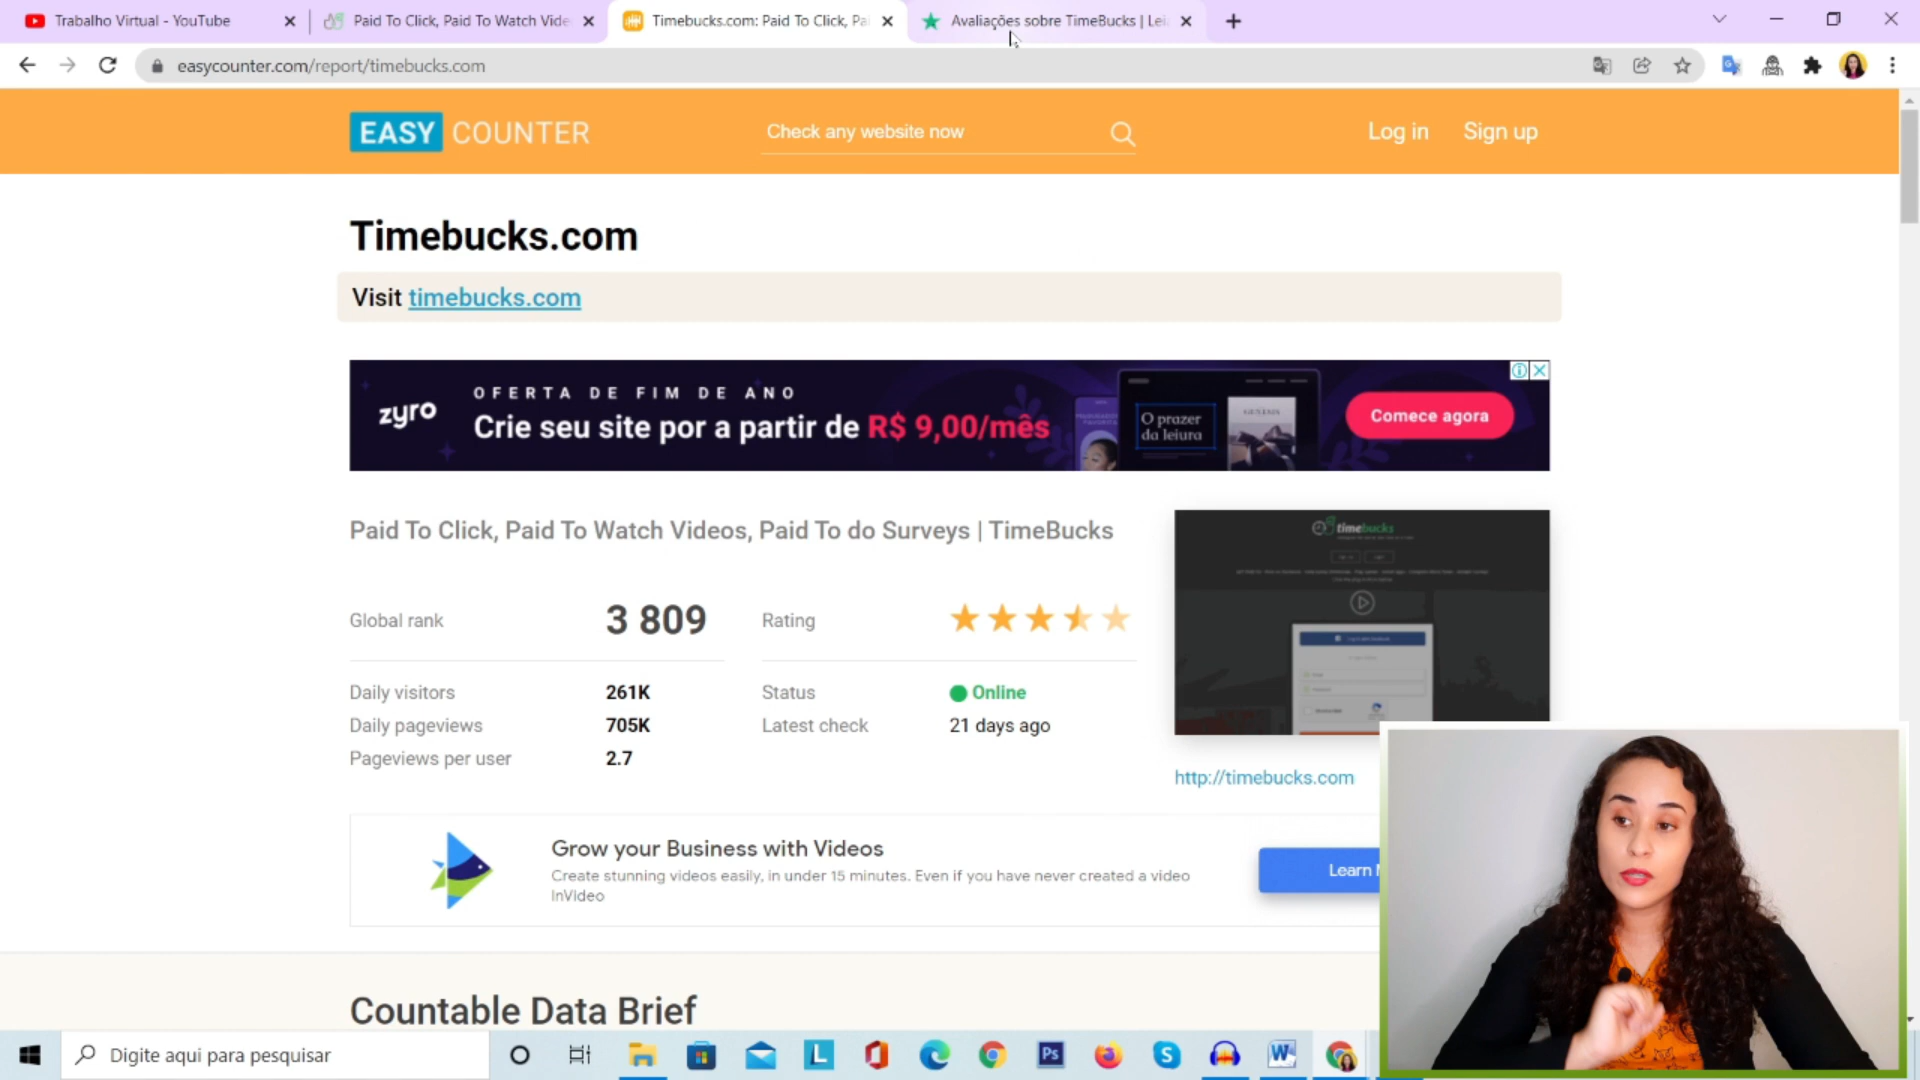 Trabalho Virtual - YouTube
Paid To Click, Paid To Watch Vide
Timebucks.com: Paid To Click, Pai
Avaliações sobre TimeBucks | Leia
easycounter.com/report/timebucks.com
EASY COUNTER
Check any website now
Log in
Sign up
Timebucks.com
Visit timebucks.com
zyro
OFERTA DE FIM DE ANO
Crie seu site por a partir de R$ 9,00/mês
O prazer
da leiura
Comece agora
Paid To Click, Paid To Watch Videos, Paid To do Surveys | TimeBucks
timebucks
Global rank 3 809
Rating
Daily visitors 261K
Status Online
Daily pageviews 705K
Latest check 21 days ago
Pageviews per user 2.7
http://timebucks.com
Grow your Business with Videos
Create stunning videos easily, in under 15 minutes. Even if you have never created a video
InVideo
Learn
Countable Data Brief
Digite aqui para pesquisar
L
Ps
S
W